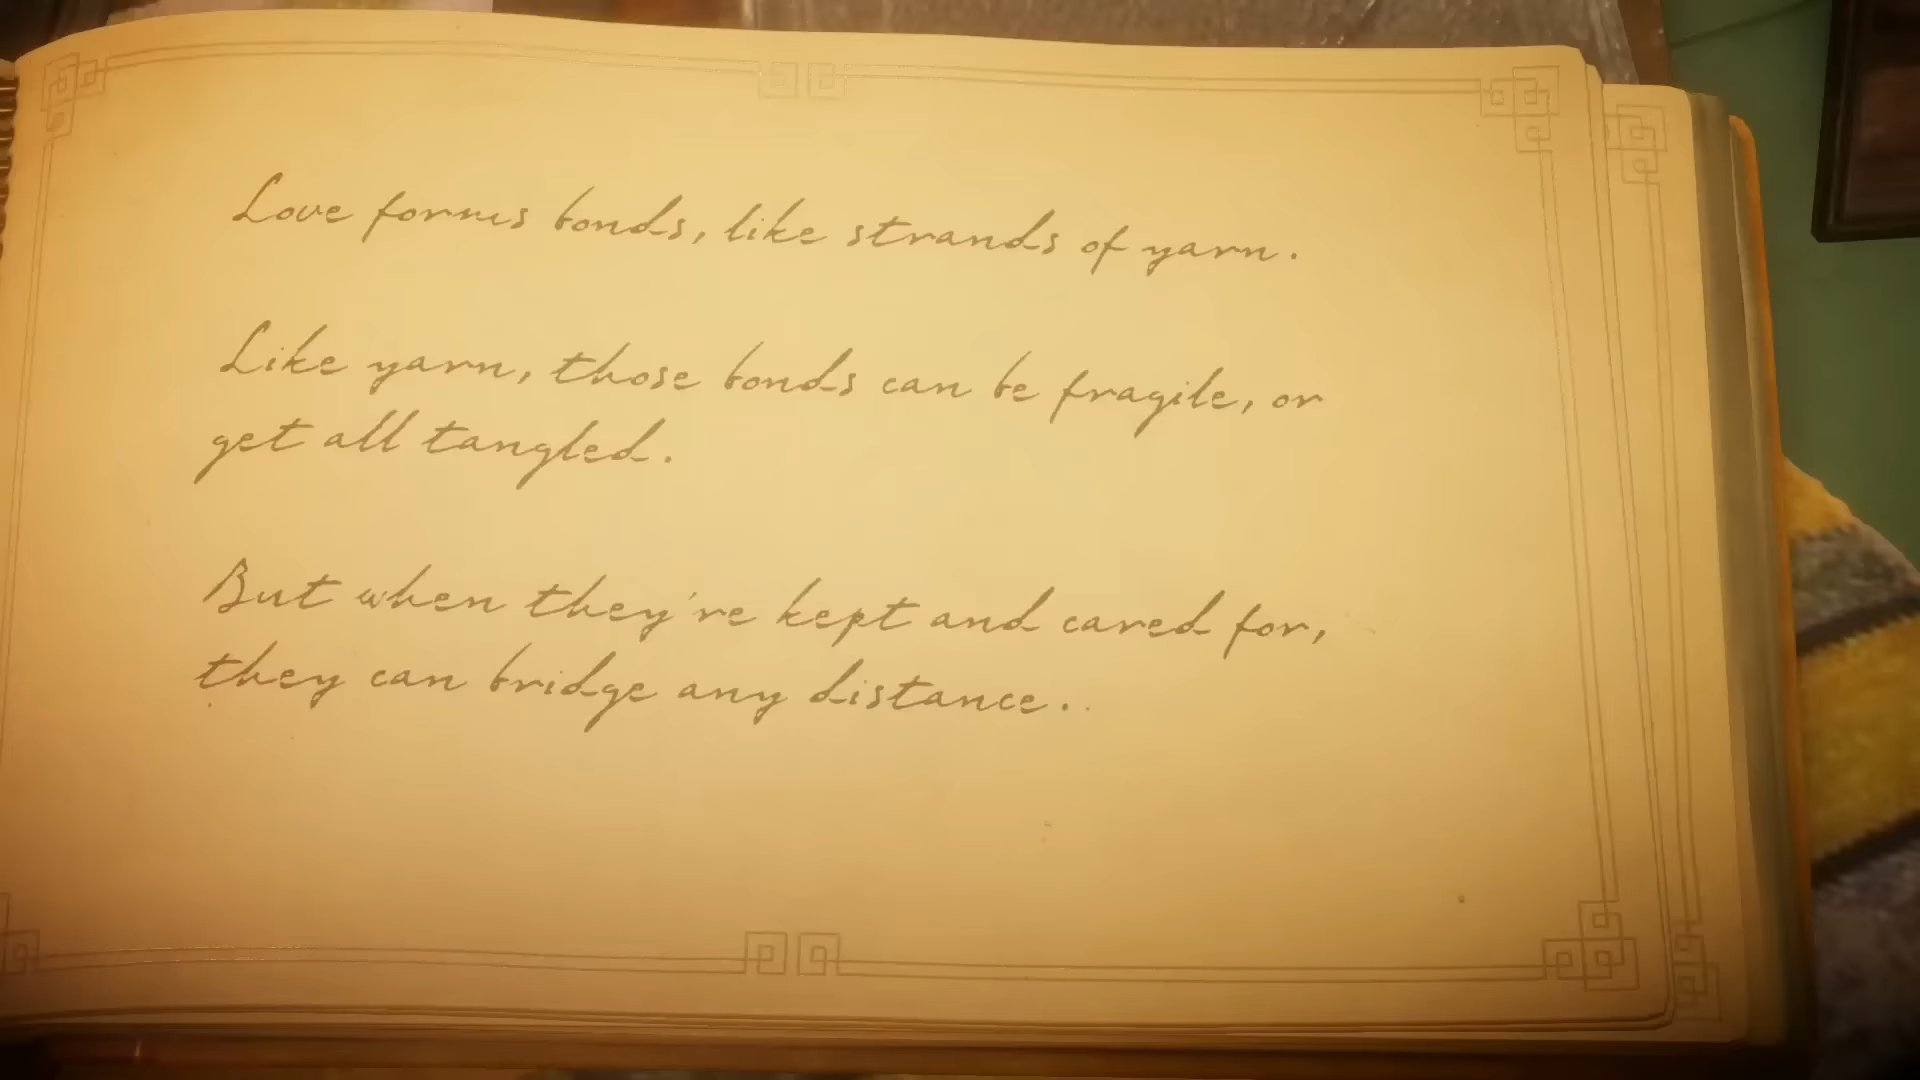 Love forms bonds, like strands of yarn.
Like yarn, those bonds can be fragile, or
get all tangled.
But when they're kept and cared for,
they can bridge any distance..